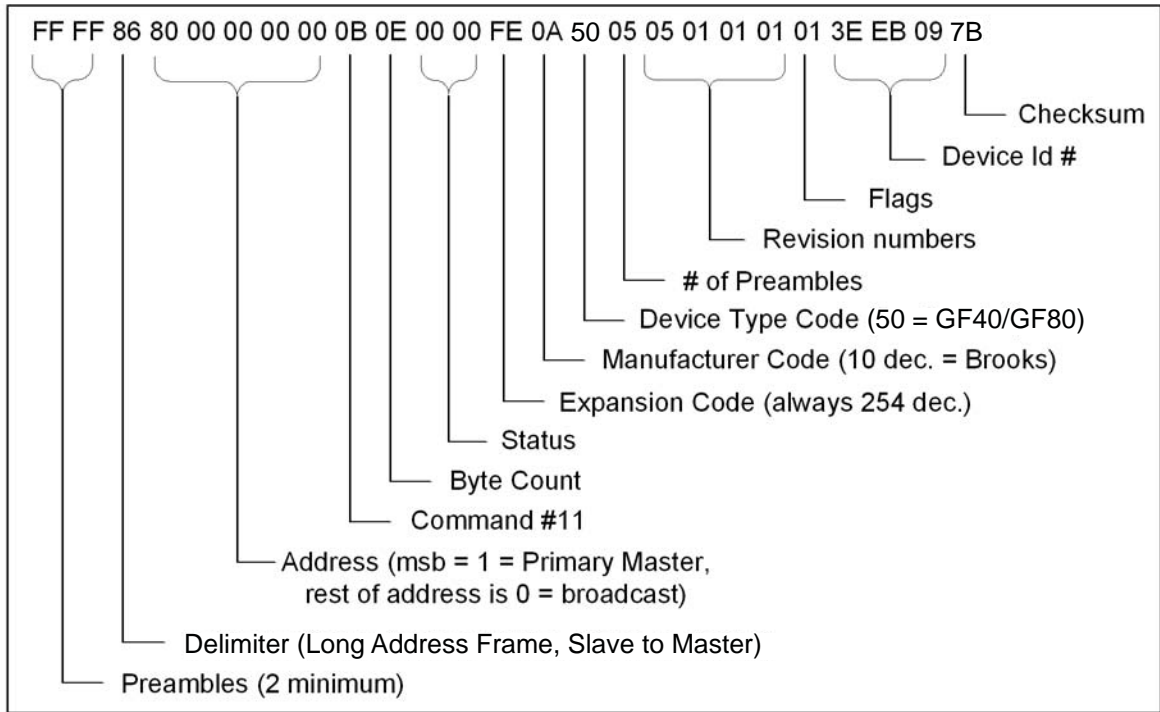 FF FF 86 80 00 00 00 00 0B 0E 00 00 FE 0A 50 05 05 01 01 01 01 3E EB 09 7B
Checksum
Device Id #
Flags
Revision numbers
# of Preambles
Device Type Code (50 = GF40/GF80)
Manufacturer Code (10 dec. = Brooks)
Expansion Code (always 254 dec.)
Status
Byte Count
Command #11
Address (msb = 1 = Primary Master,
rest of address is 0 = broadcast)
Delimiter (Long Address Frame, Slave to Master)
Preambles (2 minimum)